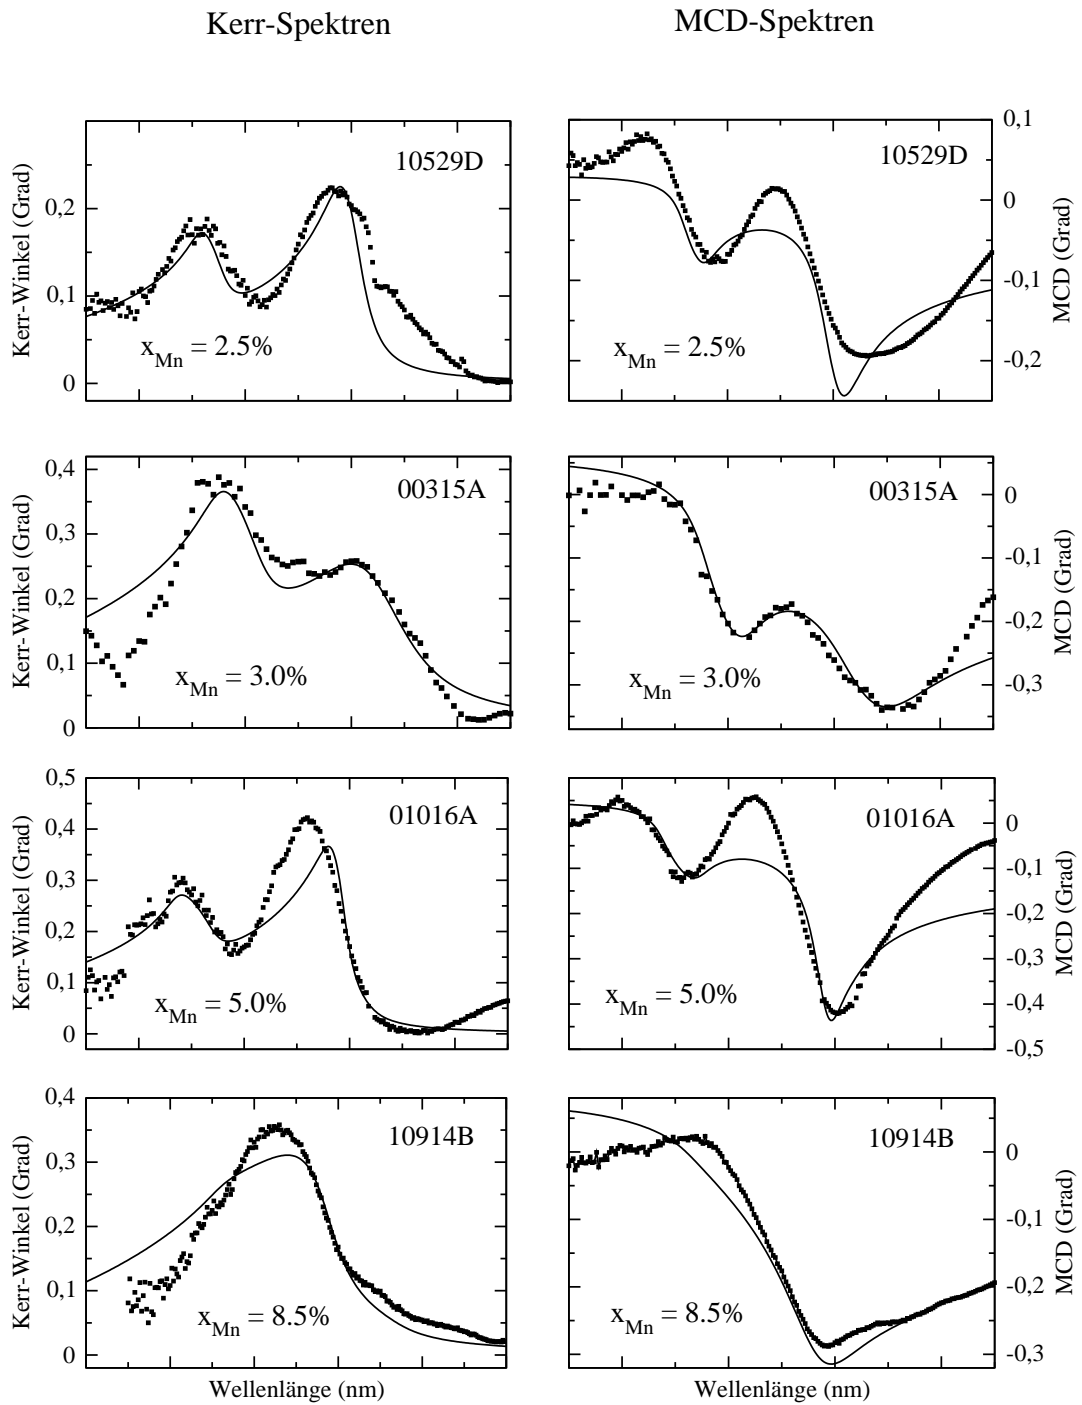 Kerr-Spektren
MCD-Spektren
Kerr-Winkel (Grad)
0,2
0,1
0
10529D
x_Mn = 2.5%
10529D
x_Mn = 2.5%
0,1
0
-0,1
-0,2
MCD (Grad)
Kerr-Winkel (Grad)
0,4
0,3
0,2
0,1
0
00315A
x_Mn = 3.0%
00315A
x_Mn = 3.0%
0
-0,1
-0,2
-0,3
MCD (Grad)
Kerr-Winkel (Grad)
0,5
0,4
0,3
0,2
0,1
0
01016A
x_Mn = 5.0%
01016A
x_Mn = 5.0%
0
-0,1
-0,2
-0,3
-0,4
-0,5
MCD (Grad)
Kerr-Winkel (Grad)
0,4
0,3
0,2
0,1
0
10914B
x_Mn = 8.5%
10914B
x_Mn = 8.5%
0
-0,1
-0,2
-0,3
MCD (Grad)
Wellenlänge (nm)
Wellenlänge (nm)